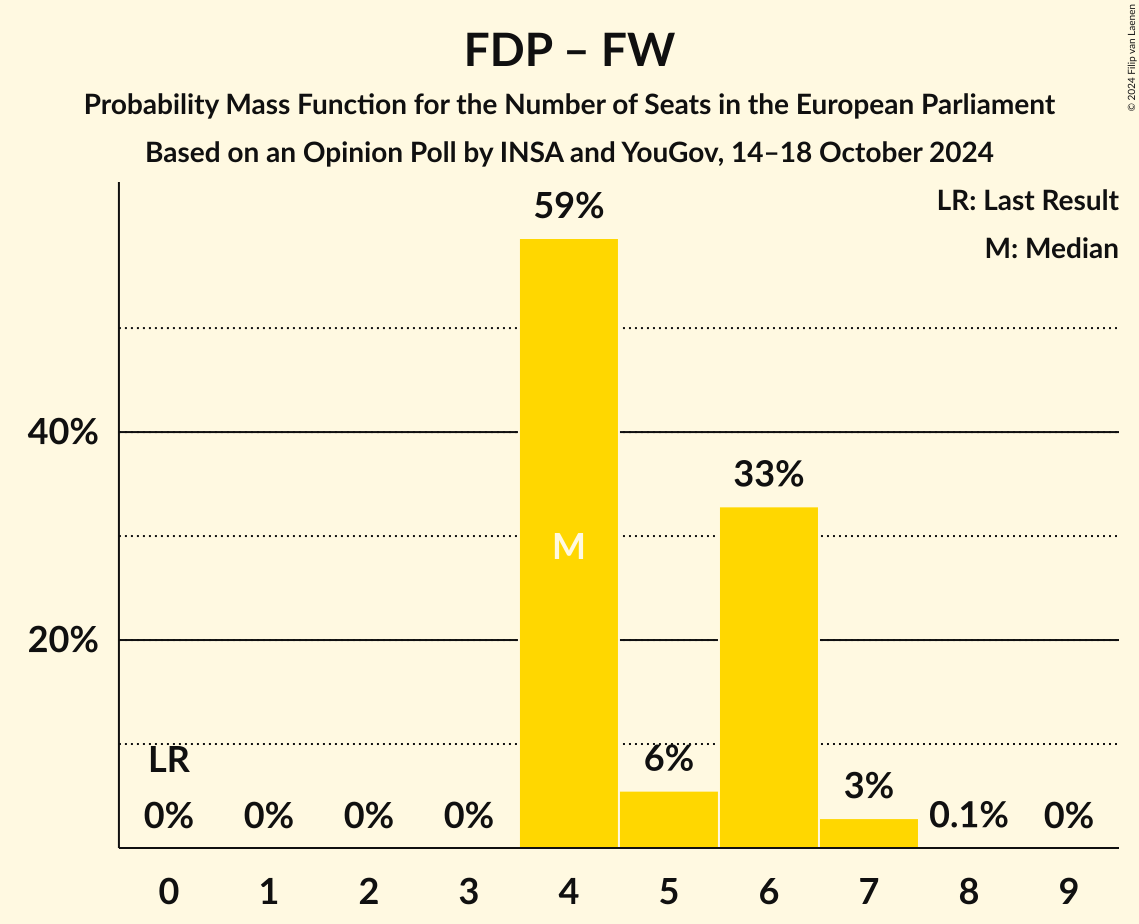 FDP – FW
Probability Mass Function for the Number of Seats in the European Parliament
Based on an Opinion Poll by INSA and YouGov, 14–18 October 2024
© 2024 Filip van Laenen
LR: Last Result
M: Median
59%
40%
33%
M
20%
LR
6%
3%
0%
0%
0%
0%
0.1%
0%
0
1
2
3
4
5
6
7
8
9